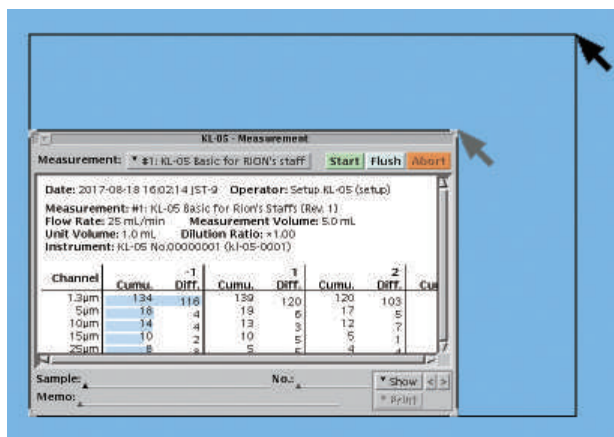 KL-05 - Measurement
Measurement: #1: KL-05 Basic for RION's staff Start Flush Abort
Date: 2017-08-18 16:02:14 JST-9 Operator: Setup KL-05 (setup)
Measurement: #1: KL-05 Basic for Rion's Staffs (Rev. 1)
Flow Rate: 25 mL/min Measurement Volume: 5.0 mL
Unit Volume: 1.0 mL Dilution Ratio: ×1.00
Instrument: KL-05 No.00000001 (kl-05-0001)
-1 1 2
Channel Cumu. Diff. Cumu. Diff. Cumu. Diff.
1.3µm 134 116 139 120 120 103
5µm 18 4 19 6 17 5
10µm 14 4 13 3 12 7
15µm 10 2 10 5 5 1
25µm 8 5
Sample: No.: Show < >
Memo: Print